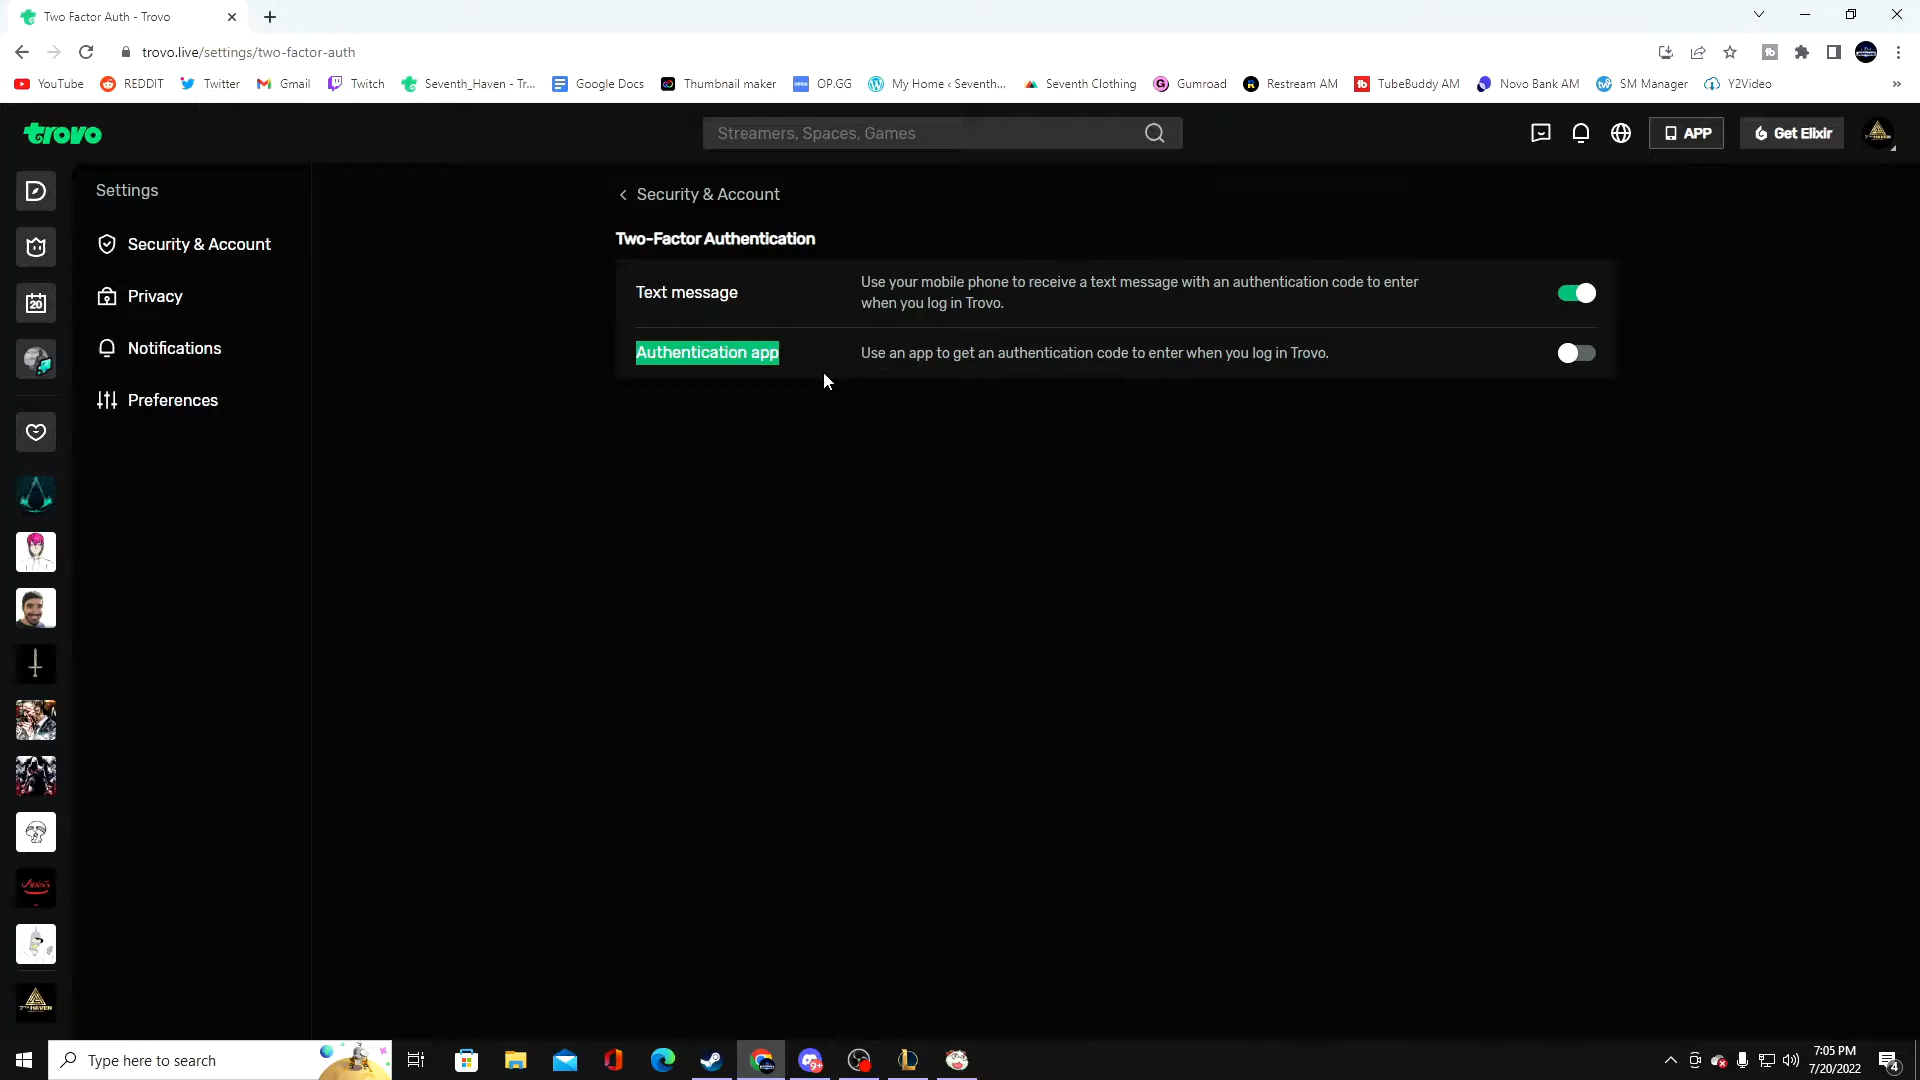 Two Factor Auth - Trovo
trovo.live/settings/two-factor-auth
YouTube REDDIT Twitter Gmail Twitch Seventh_Haven - Tr... Google Docs Thumbnail maker OP.GG My Home ‹ Seventh... Seventh Clothing Gumroad Restream AM TubeBuddy AM Novo Bank AM SM Manager Y2Video »
trovo
Streamers, Spaces, Games
APP
Get Elixir
Settings
Security & Account
Privacy
Notifications
Preferences
20
Security & Account
Two-Factor Authentication
Text message
Use your mobile phone to receive a text message with an authentication code to enter
when you log in Trovo.
Authentication app
Use an app to get an authentication code to enter when you log in Trovo.
7TH HAVEN
Type here to search
9+
7:05 PM
7/20/2022
4